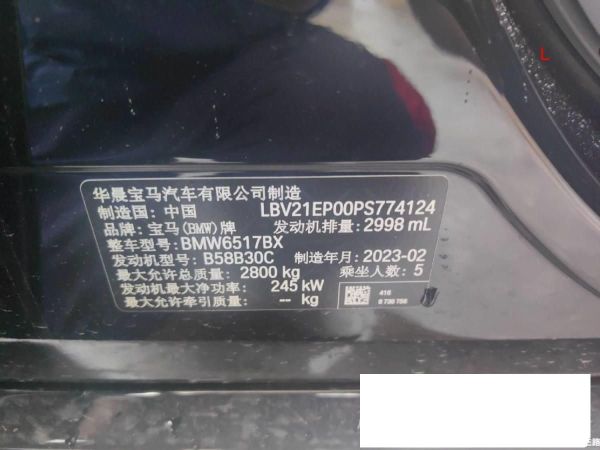 L
华晨宝马汽车有限公司制造
制造国: 中国 LBV21EP00PS774124
品牌: 宝马(BMW)牌 发动机排量: 2998 mL
整车型号: BMW6517BX
发动机型号: B58B30C 制造年月: 2023-02
最大允许总质量: 2800 kg 乘坐人数: 5
发动机最大净功率: 245 kW
最大允许牵引质量: -- kg
416